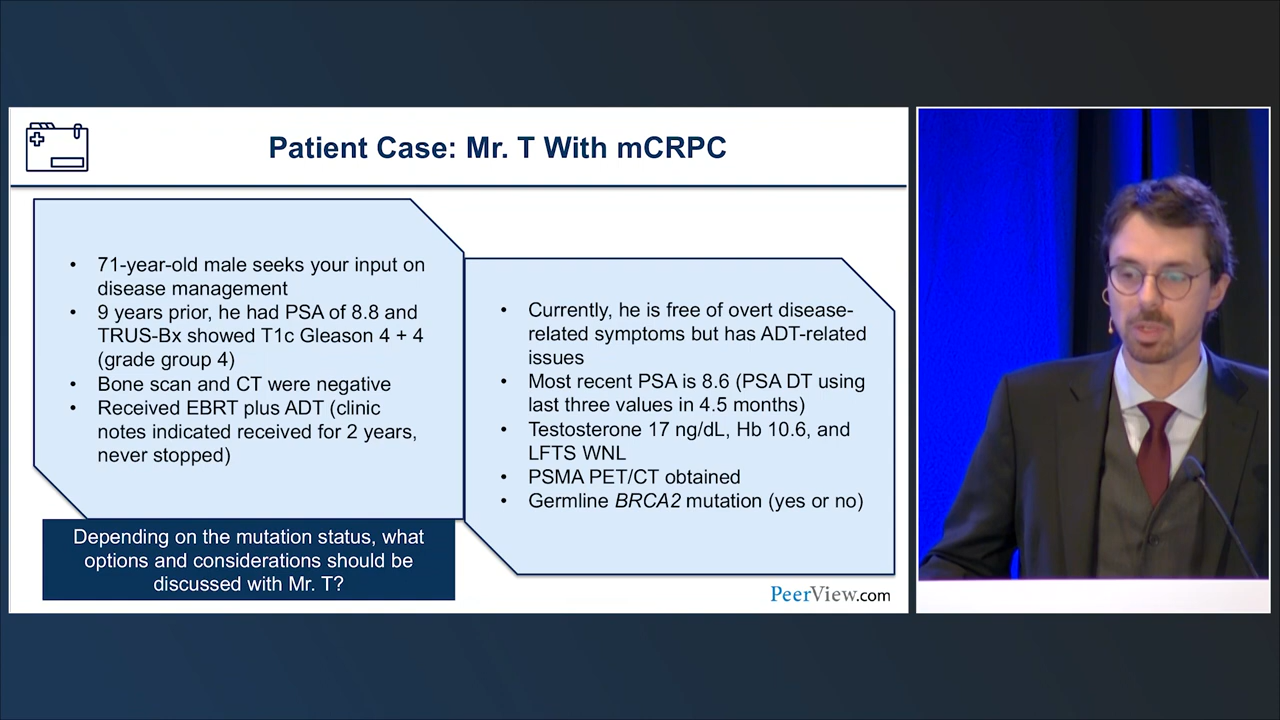 Patient Case: Mr. T With mCRPC
• 71-year-old male seeks your input on
disease management
• 9 years prior, he had PSA of 8.8 and
TRUS-Bx showed T1c Gleason 4 + 4
(grade group 4)
• Bone scan and CT were negative
• Received EBRT plus ADT (clinic
notes indicated received for 2 years,
never stopped)
Depending on the mutation status, what
options and considerations should be
discussed with Mr. T?
• Currently, he is free of overt disease-
related symptoms but has ADT-related
issues
• Most recent PSA is 8.6 (PSA DT using
last three values in 4.5 months)
• Testosterone 17 ng/dL, Hb 10.6, and
LFTS WNL
• PSMA PET/CT obtained
• Germline BRCA2 mutation (yes or no)
PeerView.com